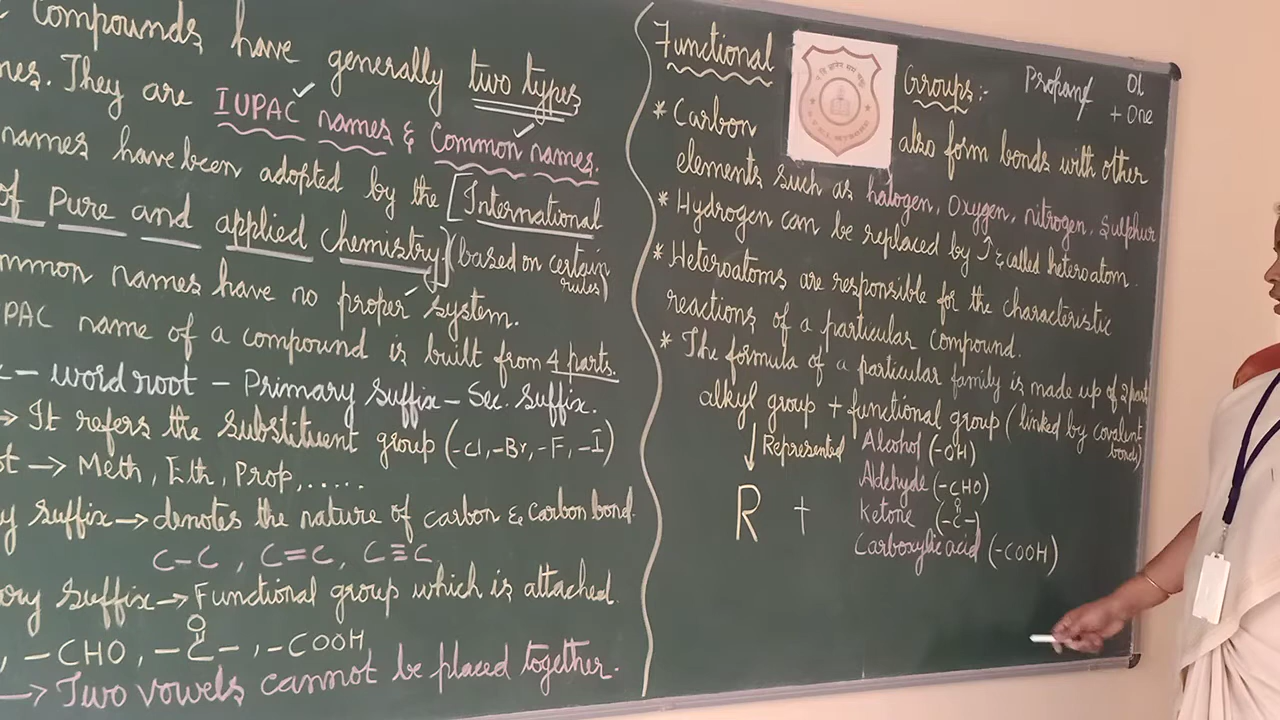 Compounds have generally two types
nes. They are IUPAC names & Common names.
names have been adopted by the [International
of Pure and applied Chemistry] (based on certain rules)
mmon names have no proper system.
PAC name of a compound is built from 4 parts.
x – word root – Primary suffix – Sec. suffix.
→ It refers the substituent group (-Cl, -Br, -F, -I)
ot → Meth, Eth, Prop, .....
y suffix → denotes the nature of carbon & carbon bond.
C-C, C=C, C≡C
ory suffix → Functional group which is attached.
O
, -CHO, -C-, -COOH
→ Two vowels cannot be placed together.
Functional Groups:-
* Carbon also form bonds with other
elements such as halogen, Oxygen, nitrogen, Sulphur
* Hydrogen can be replaced by ↑ & called heteroatom.
* Heteroatoms are responsible for the characteristic
reactions of a particular compound.
* The formula of a particular family is made up of 2 part
alkyl group + functional group (linked by covalent bonds)
↓ Represented
R +
Alcohol (-OH)
Aldehyde (-CHO)
O
Ketone (-C-)
Carboxylic acid (-COOH)
Ol
+ One